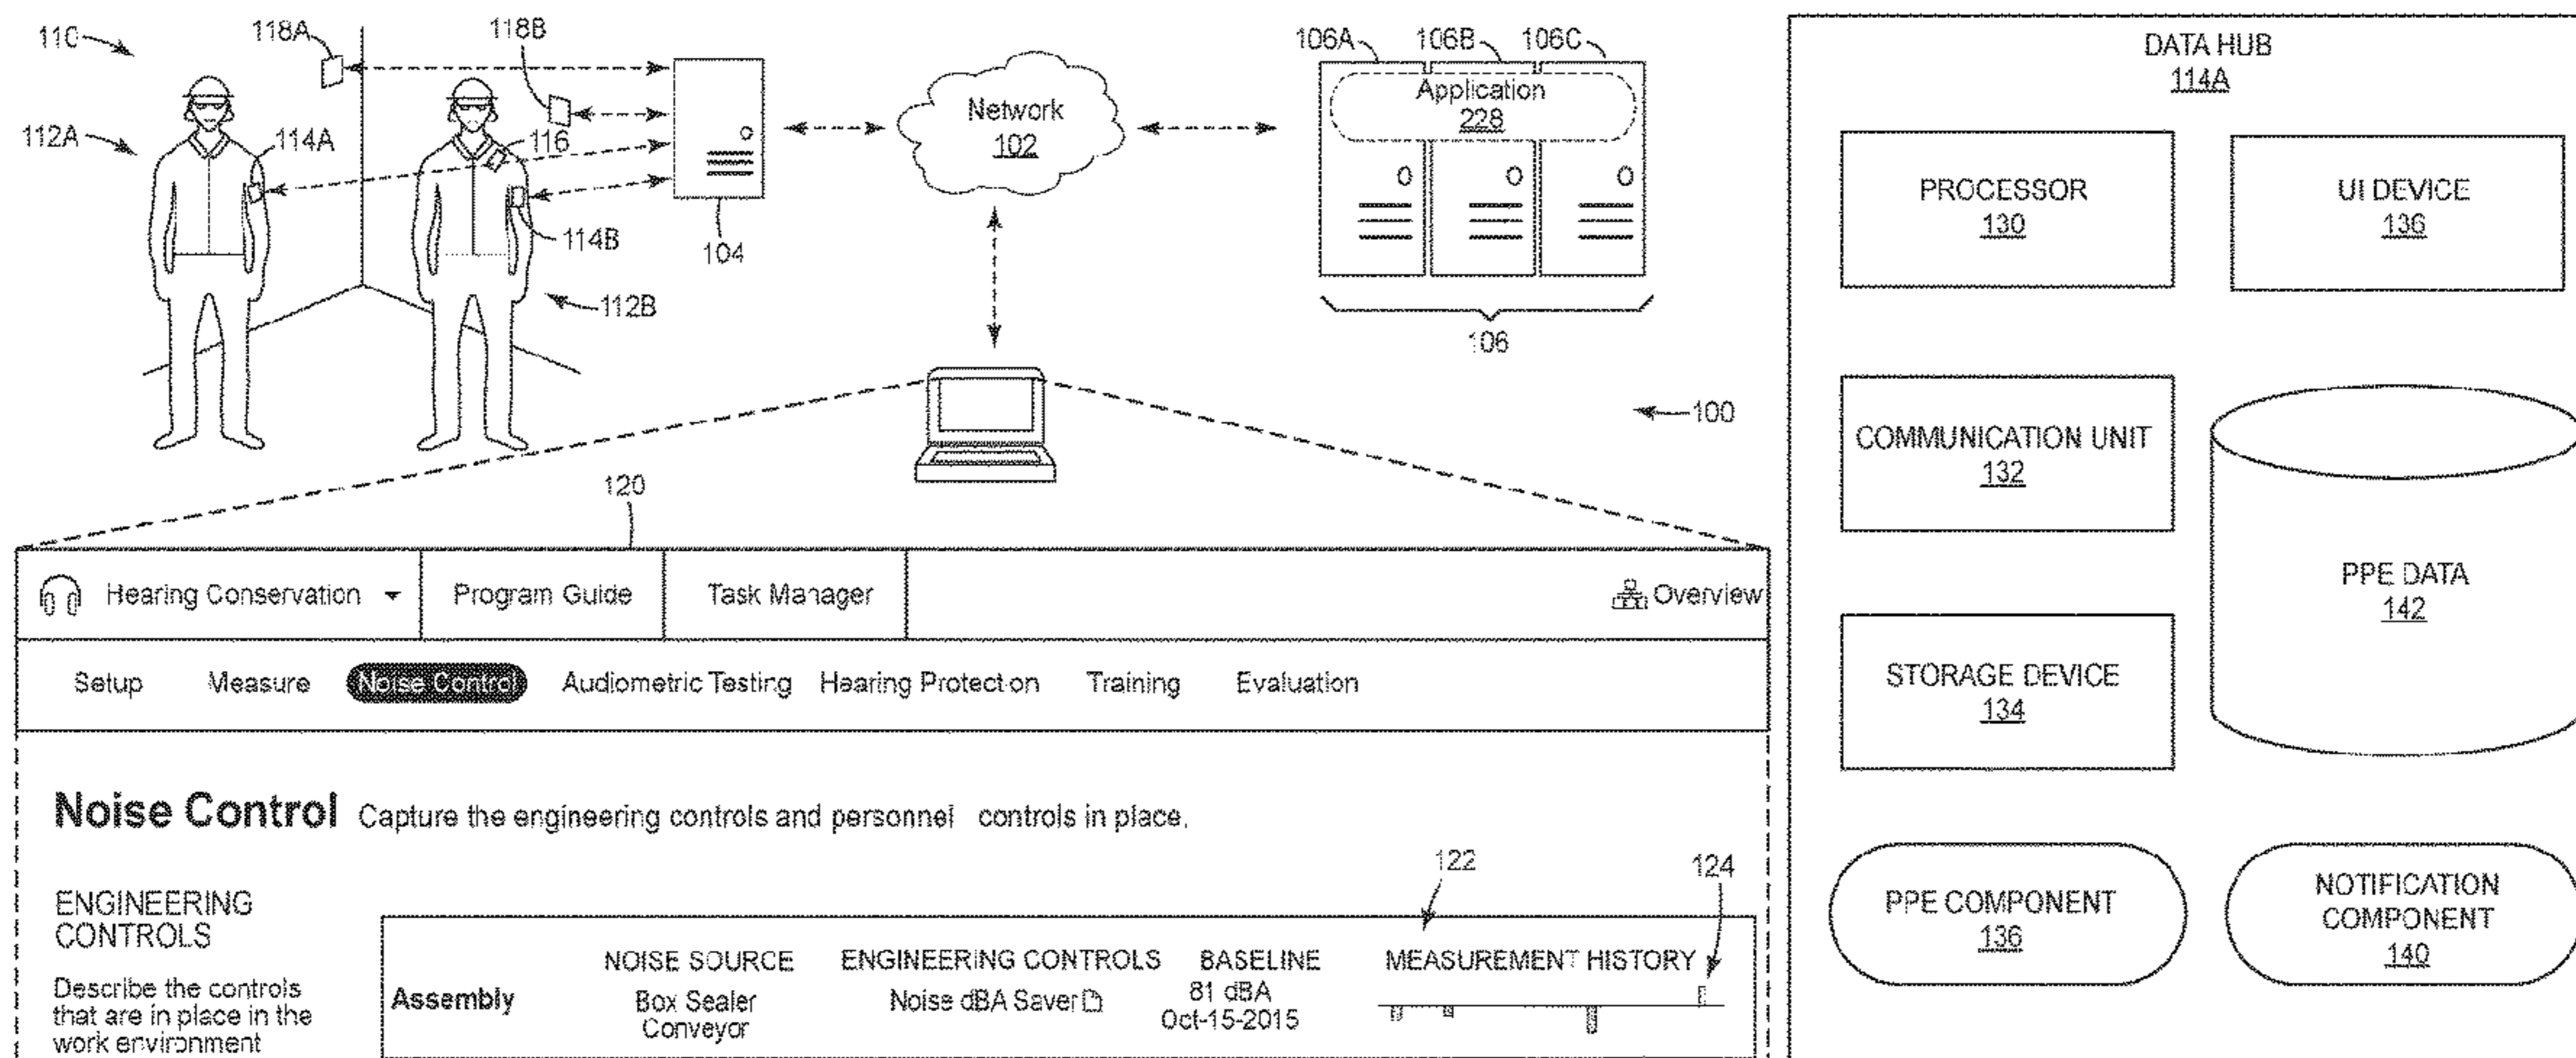 110
118A
118B
106A
106B
106C
112A
114A
116
Network
102
Application
228
114B
104
112B
106
100
120
Hearing Conservation
Program Guide
Task Manager
Overview
Setup
Measure
Noise Control
Audiometric Testing
Hearing Protection
Training
Evaluation
Noise Control
Capture the engineering controls and personnel controls in place.
122
124
ENGINEERING
CONTROLS
Describe the controls
that are in place in the
work environment
Assembly
NOISE SOURCE
Box Sealer
Conveyor
ENGINEERING CONTROLS
Noise dBA Saver
BASELINE
81 dBA
Oct-15-2015
MEASUREMENT HISTORY
DATA HUB
114A
PROCESSOR
130
UI DEVICE
136
COMMUNICATION UNIT
132
PPE DATA
142
STORAGE DEVICE
134
PPE COMPONENT
136
NOTIFICATION
COMPONENT
140